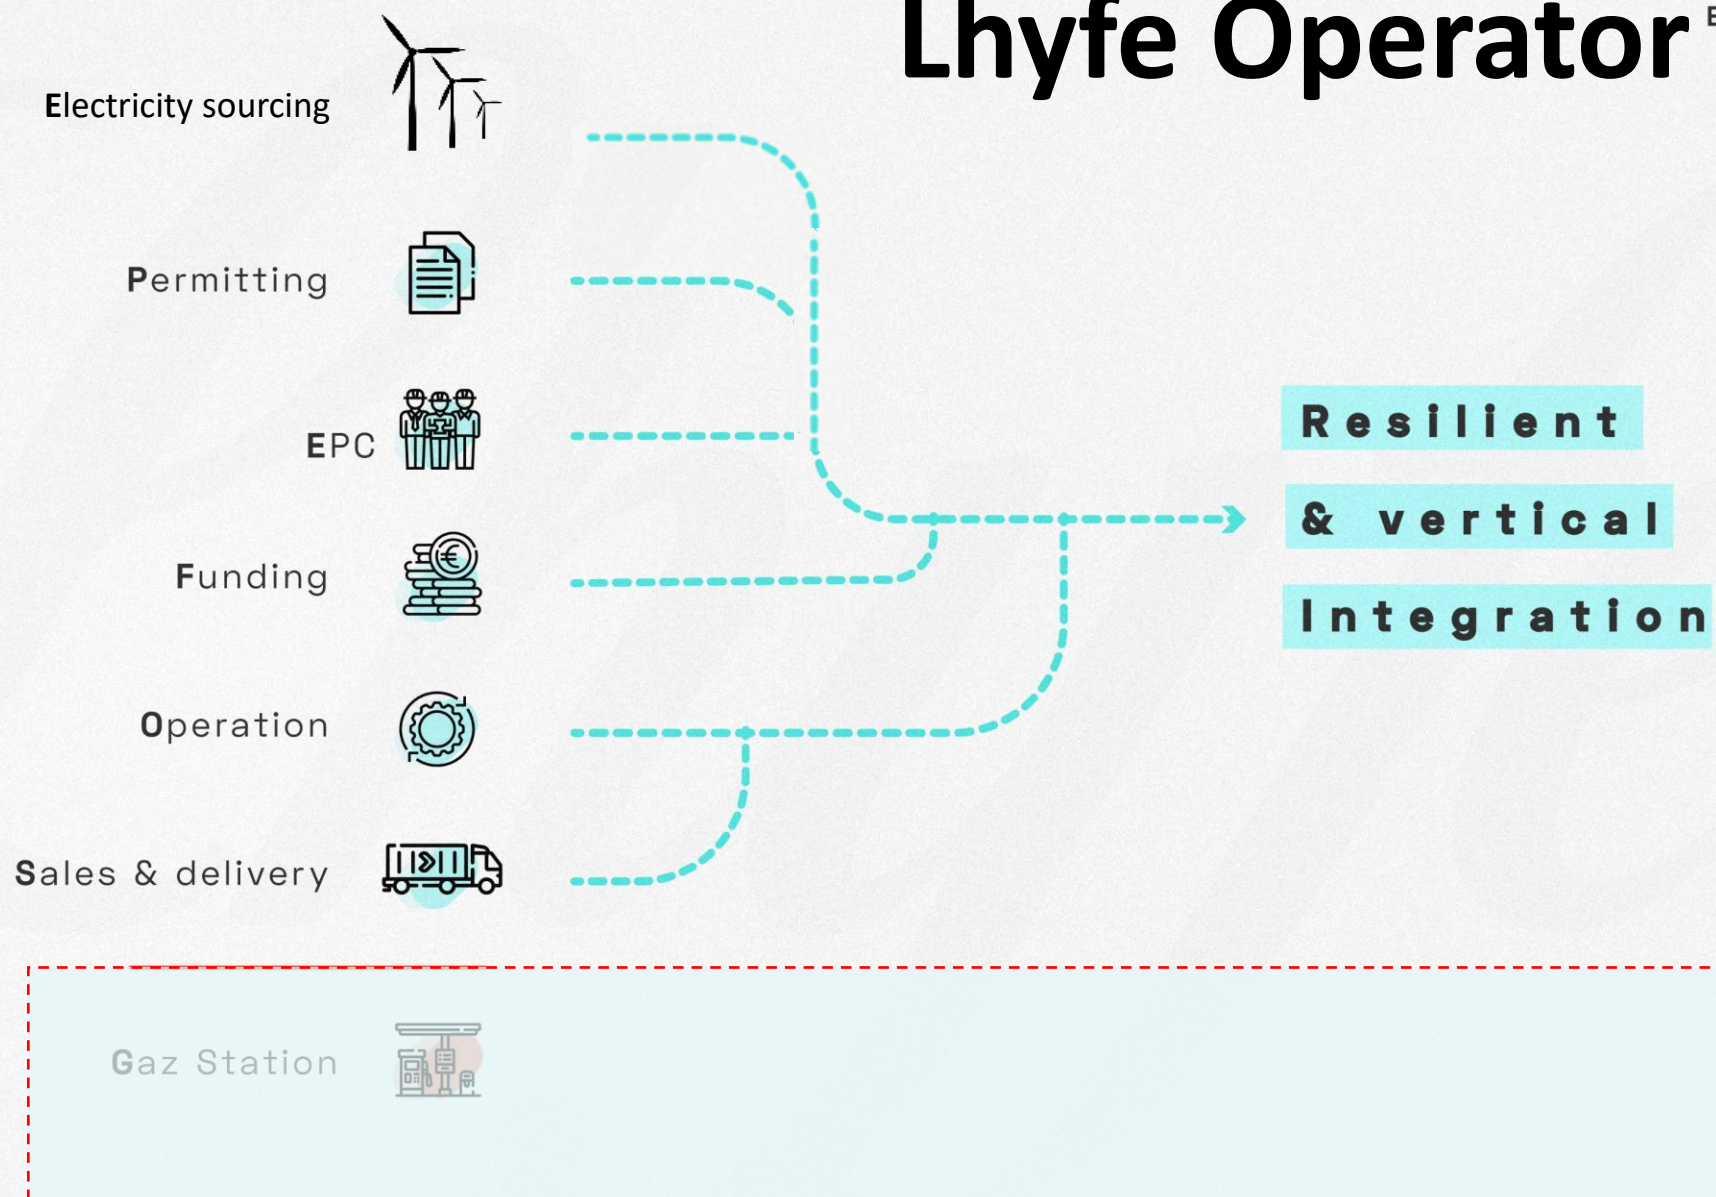 Lhyfe Operator
E
Electricity sourcing
Permitting
EPC
Funding
Operation
Sales & delivery
Gaz Station
Resilient
& vertical
Integration